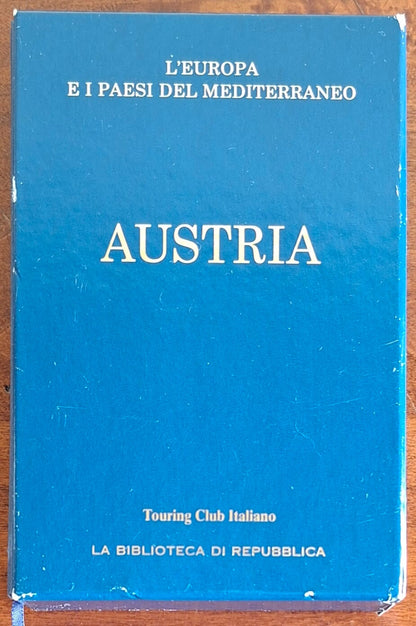 L'EUROPA
E I PAESI DEL MEDITERRANEO
AUSTRIA
Touring Club Italiano
LA BIBLIOTECA DI REPUBBLICA